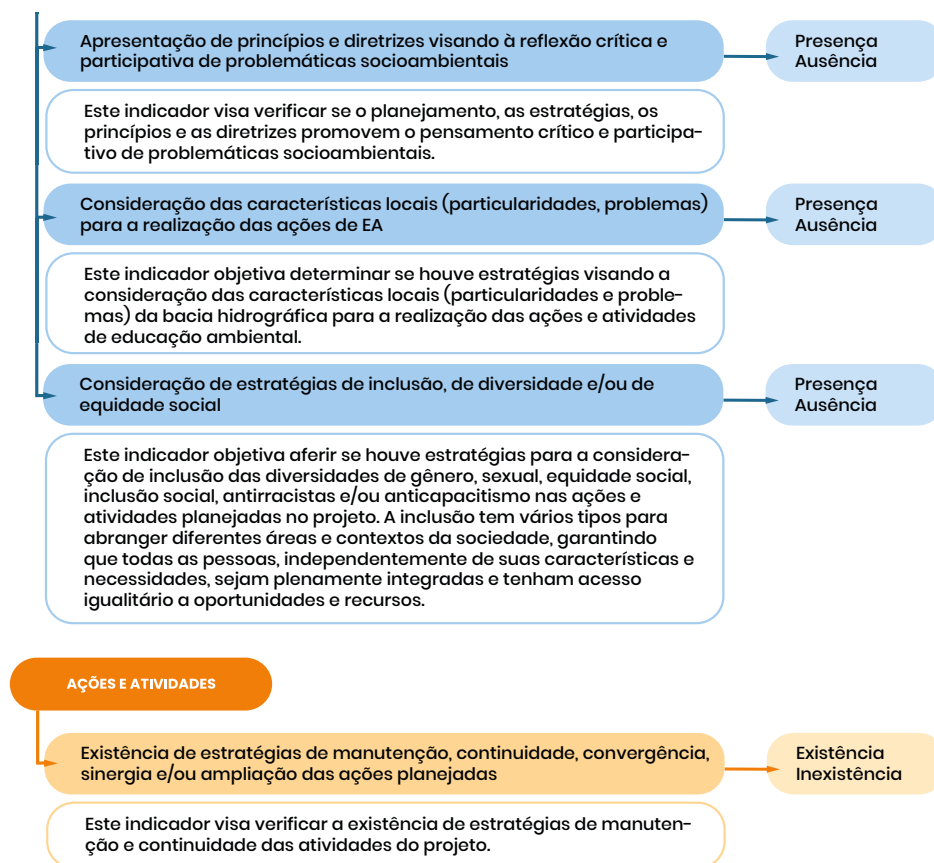 Apresentação de princípios e diretrizes visando à reflexão crítica e
participativa de problemáticas socioambientais
Presença
Ausência
Este indicador visa verificar se o planejamento, as estratégias, os
princípios e as diretrizes promovem o pensamento crítico e participa-
tivo de problemáticas socioambientais.
Consideração das características locais (particularidades, problemas)
para a realização das ações de EA
Presença
Ausência
Este indicador objetiva determinar se houve estratégias visando a
consideração das características locais (particularidades e proble-
mas) da bacia hidrográfica para a realização das ações e atividades
de educação ambiental.
Consideração de estratégias de inclusão, de diversidade e/ou de
equidade social
Presença
Ausência
Este indicador objetiva aferir se houve estratégias para a considera-
ção de inclusão das diversidades de gênero, sexual, equidade social,
inclusão social, antirracistas e/ou anticapacitismo nas ações e
atividades planejadas no projeto. A inclusão tem vários tipos para
abranger diferentes áreas e contextos da sociedade, garantindo
que todas as pessoas, independentemente de suas características e
necessidades, sejam plenamente integradas e tenham acesso
igualitário a oportunidades e recursos.
AÇÕES E ATIVIDADES
Existência de estratégias de manutenção, continuidade, convergência,
sinergia e/ou ampliação das ações planejadas
Existência
Inexistência
Este indicador visa verificar a existência de estratégias de manuten-
ção e continuidade das atividades do projeto.